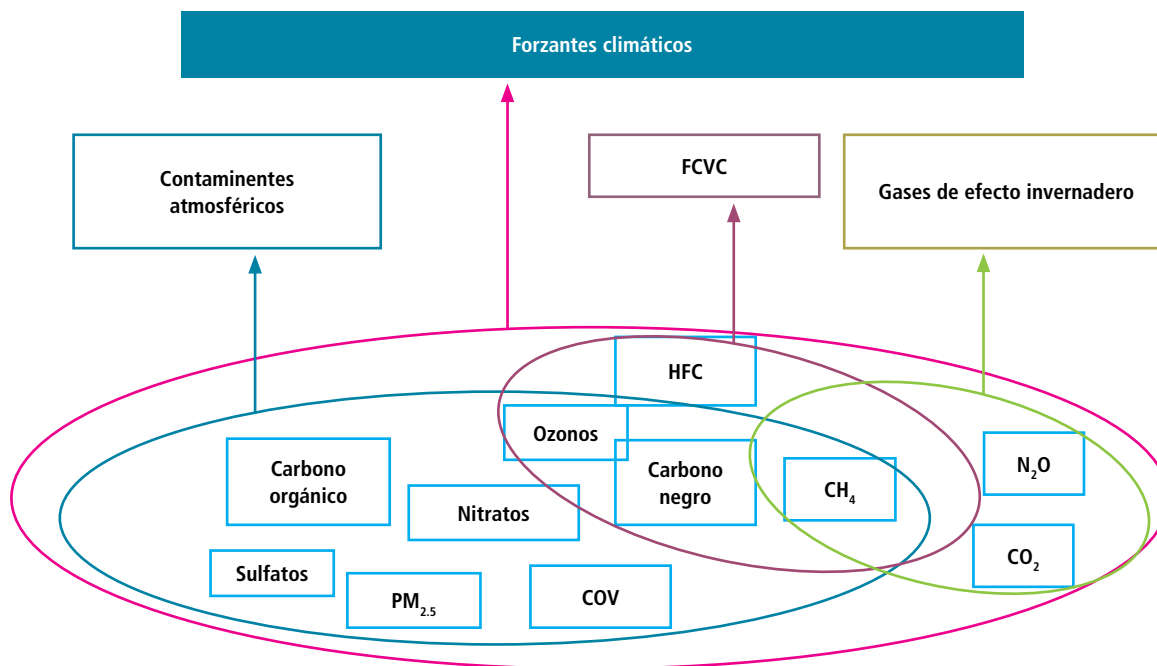 Forzantes climáticos
Contaminentes
atmosféricos
FCVC
Gases de efecto invernadero
HFC
Ozonos
Carbono
orgánico
Carbono
negro
CH₄
N₂O
Nitratos
CO₂
Sulfatos
PM₂.₅
COV